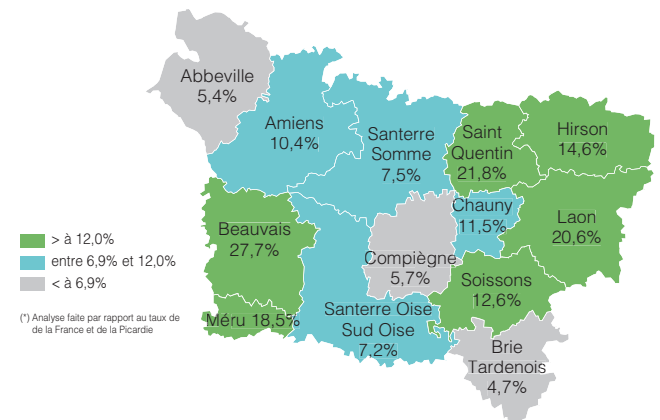 Abbeville
5,4%
Amiens
10,4%
Santerre
Somme
7,5%
Saint
Quentin
21,8%
Hirson
14,6%
Chauny
11,5%
Laon
20,6%
Beauvais
27,7%
Compiègne
5,7%
Soissons
12,6%
Méru 18,5%
Santerre Oise
Sud Oise
7,2%
Brie
Tardenois
4,7%
> à 12,0%
entre 6,9% et 12,0%
< à 6,9%
(*) Analyse faite par rapport au taux de
de la France et de la Picardie